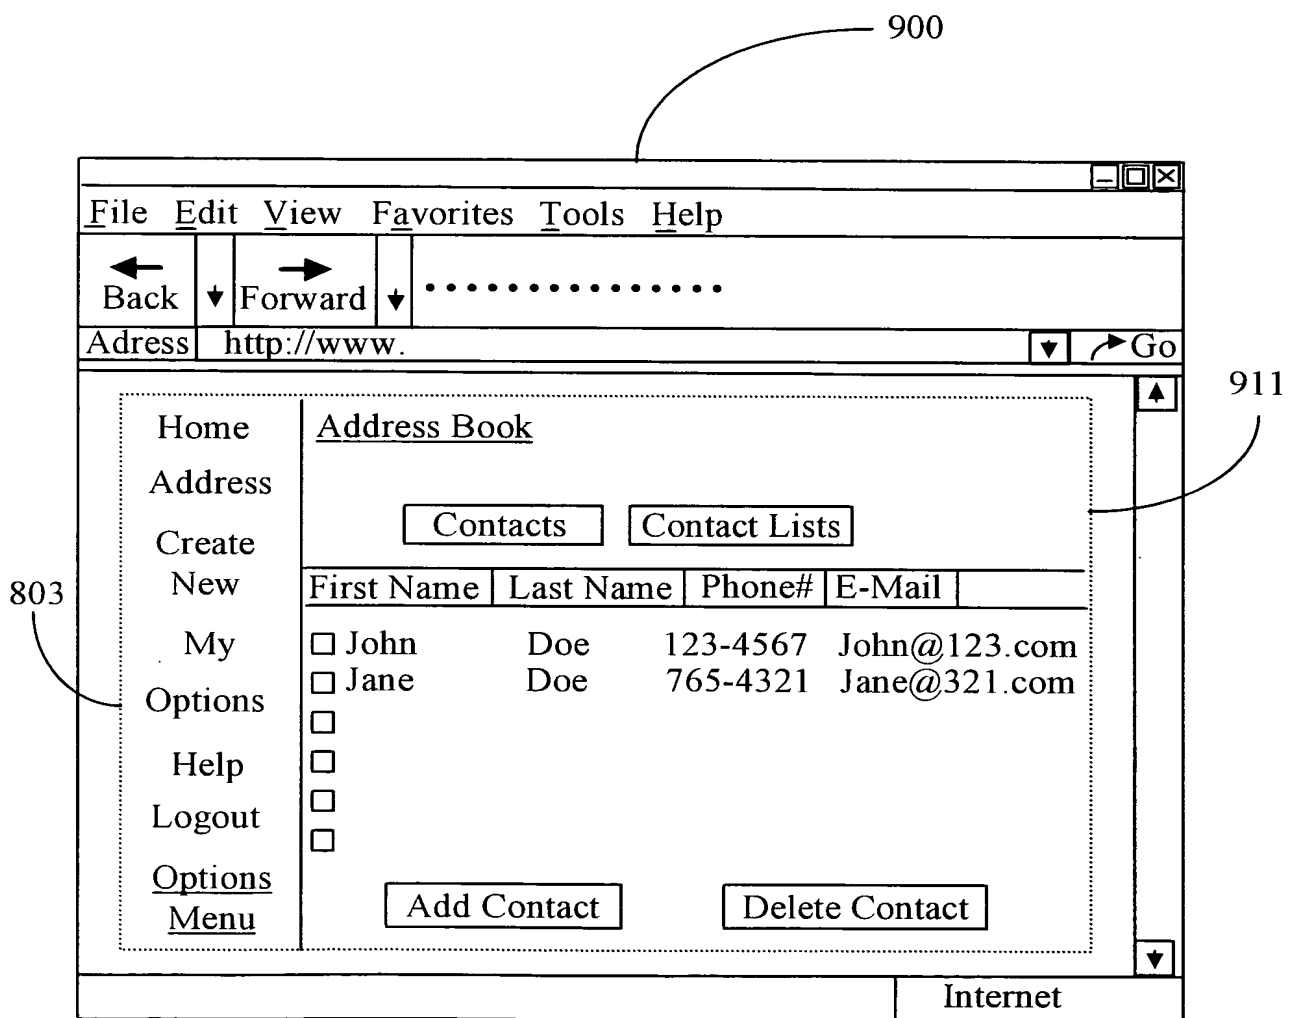 900
File Edit View Favorites Tools Help
Back Forward
Adress http://www. Go
911
803
Home
Address
Create
New
My
Options
Help
Logout
Options
Menu
Address Book
Contacts Contact Lists
First Name Last Name Phone# E-Mail
John Doe 123-4567 John@123.com
Jane Doe 765-4321 Jane@321.com
Add Contact Delete Contact
Internet